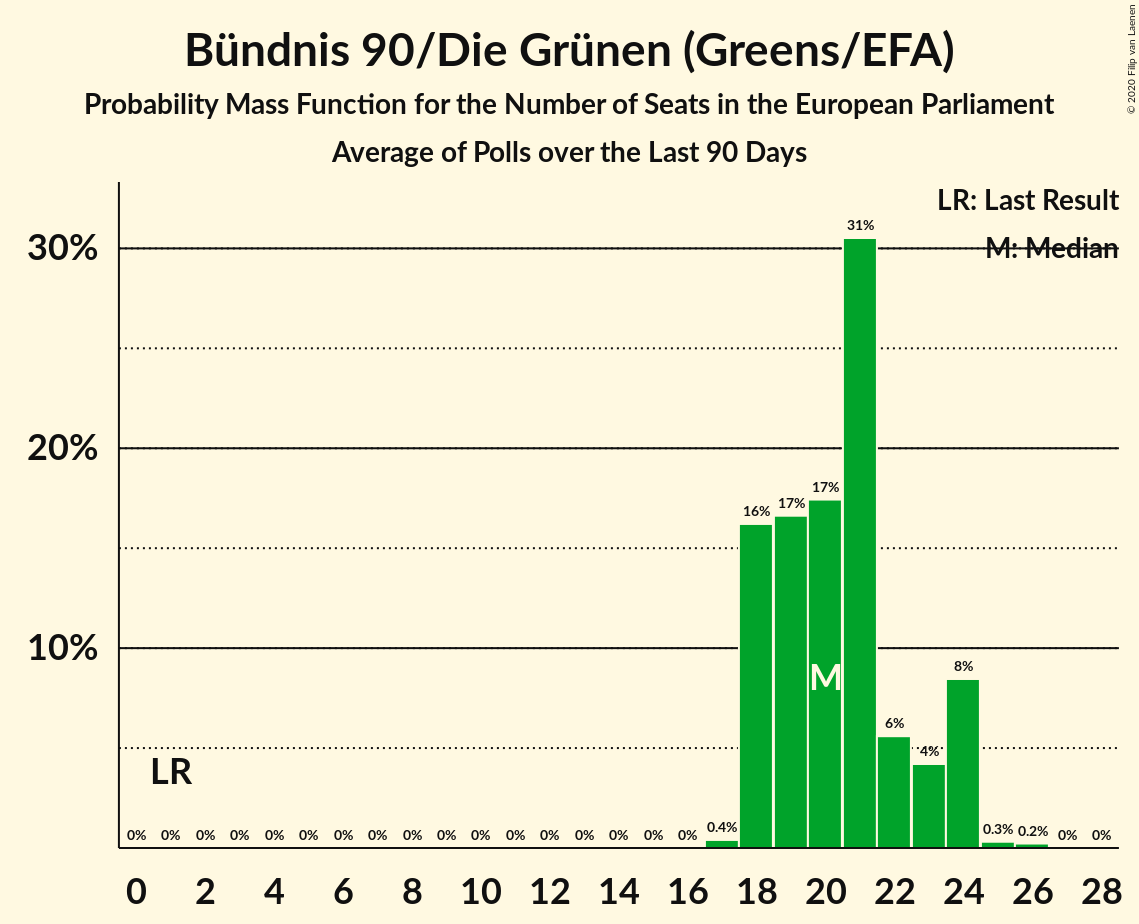 Bündnis 90/Die Grünen (Greens/EFA)
Probability Mass Function for the Number of Seats in the European Parliament
Average of Polls over the Last 90 Days
© 2020 Filip van Laenen
LR: Last Result
M: Median
30%
20%
10%
31%
16% 17% 17%
M
8%
6%
4%
LR
0% 0% 0% 0% 0% 0% 0% 0% 0% 0% 0% 0% 0% 0% 0% 0% 0% 0.4% 0.3% 0.2% 0% 0%
0 2 4 6 8 10 12 14 16 18 20 22 24 26 28